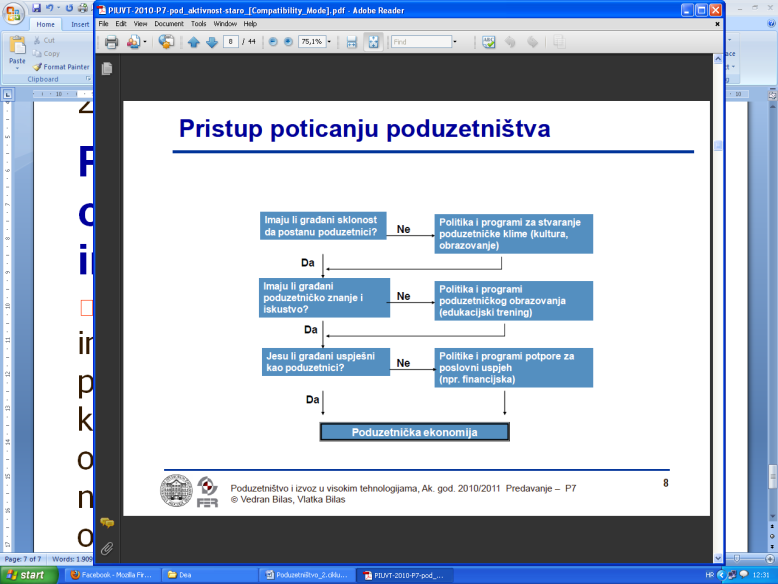 PIUVT-2010-P7-pod_aktivnost-staro_[Compatibility_Mode].pdf - Adobe Reader
Home Insert
File Edit View Document Tools Window Help
Cut
Copy
Paste
Format Painter
Clipboard
8 / 44
75,1%
Find
Pristup poticanju poduzetništva
Imaju li građani sklonost
da postanu poduzetnici?
Ne
Politika i programi za stvaranje
poduzetničke klime (kultura,
obrazovanje)
Da
Imaju li građani
poduzetničko znanje i
iskustvo?
Ne
Politika i programi
poduzetničkog obrazovanja
(edukacijski trening)
Da
Jesu li građani uspješni
kao poduzetnici?
Ne
Politike i programi potpore za
poslovni uspjeh
(npr. financijska)
Da
Poduzetnička ekonomija
FER
Poduzetništvo i izvoz u visokim tehnologijama, Ak. god. 2010/2011 Predavanje – P7
© Vedran Bilas, Vlatka Bilas
8
Page: 7 of 7 Words: 1.909
start
Facebook - Mozilla Fir...
Dea
Poduzetništvo_2.ciklu...
PIUVT-2010-P7-pod_...
HR
12:31